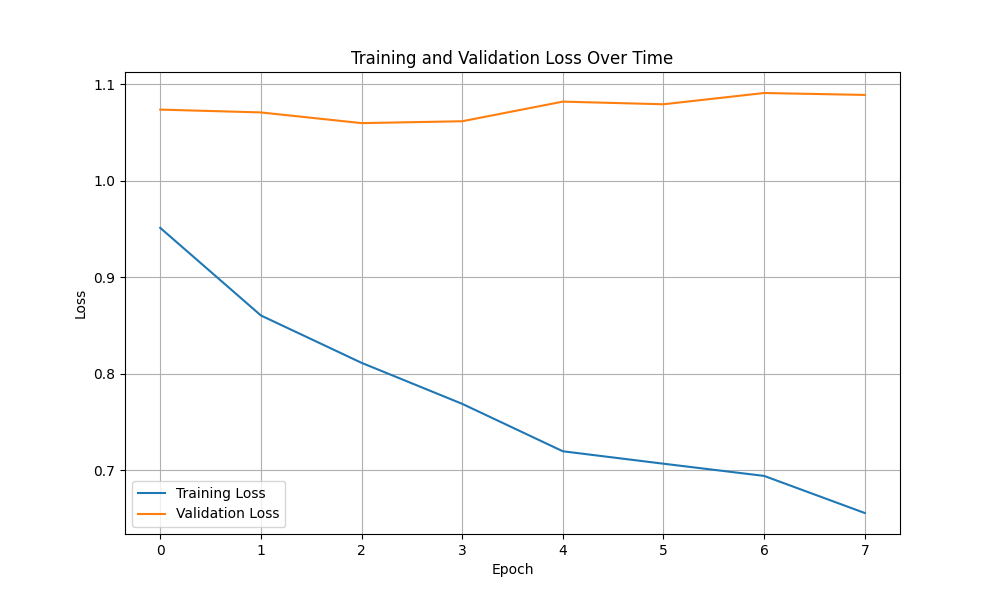 Training and Validation Loss Over Time
1.1
1.0
0.9
0.8
0.7
Loss
Training Loss
Validation Loss
0 1 2 3 4 5 6 7
Epoch